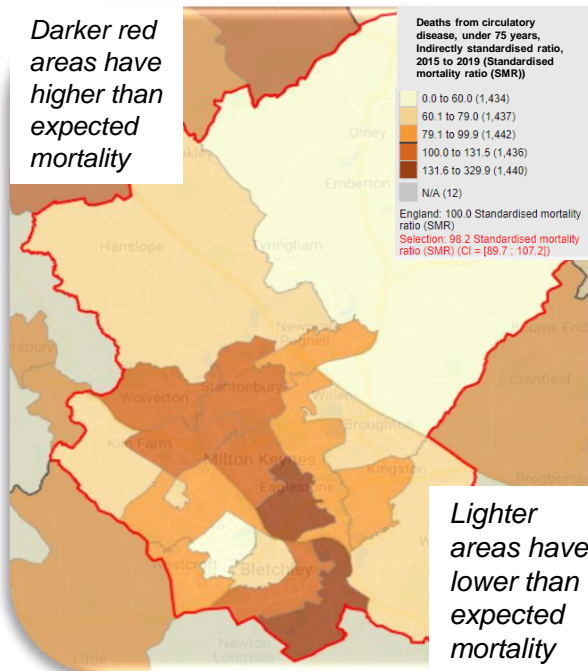 Darker red
areas have
higher than
expected
mortality
Deaths from circulatory
disease, under 75 years,
Indirectly standardised ratio,
2015 to 2019 (Standardised
mortality ratio (SMR))
0.0 to 60.0 (1,434)
60.1 to 79.0 (1,437)
79.1 to 99.9 (1,442)
100.0 to 131.5 (1,436)
131.6 to 329.9 (1,440)
N/A (12)
England: 100.0 Standardised mortality
ratio (SMR)
Selection: 98.2 Standardised mortality
ratio (SMR) (CI = [89.7 ; 107.2])
Olney
Emberton
Hanslope
Tyringham
Newport
Pagnell
Bourne End
Cranfield
Stantonbury
Wolverton
Willen
Broughton
Kiln Farm
Milton Keynes
Kingston
Eaglestone
Brogborough
Westcroft
Bletchley
Newton
Longville
Little
Lighter
areas have
lower than
expected
mortality